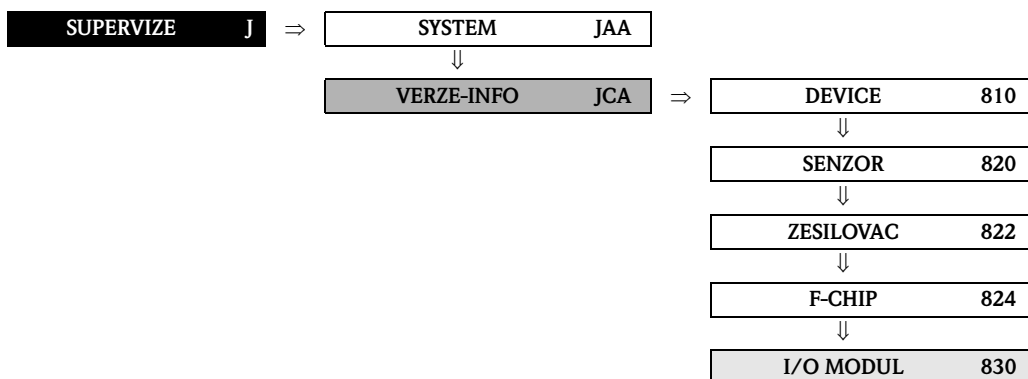 SUPERVIZE J ⇒ SYSTEM JAA
⇓
VERZE-INFO JCA ⇒ DEVICE 810
⇓
SENZOR 820
⇓
ZESILOVAC 822
⇓
F-CHIP 824
⇓
I/O MODUL 830